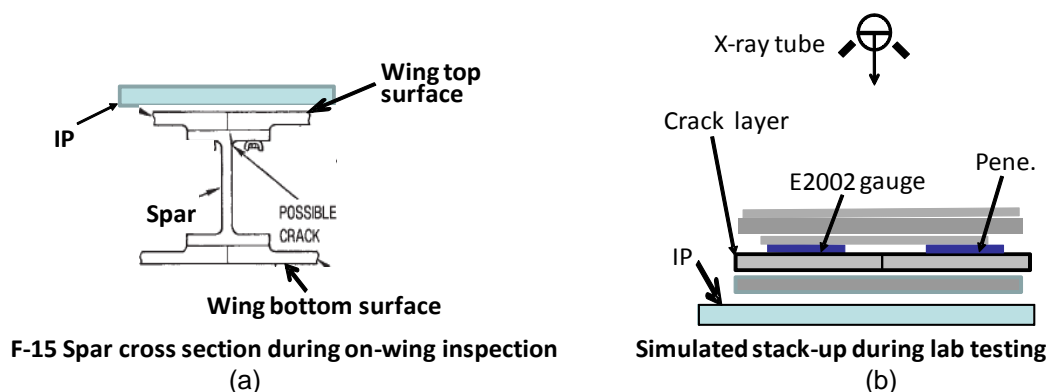 Wing top
surface
IP
Spar
POSSIBLE
CRACK
Wing bottom surface
F-15 Spar cross section during on-wing inspection
(a)
X-ray tube
Crack layer
Pene.
E2002 gauge
IP
Simulated stack-up during lab testing
(b)